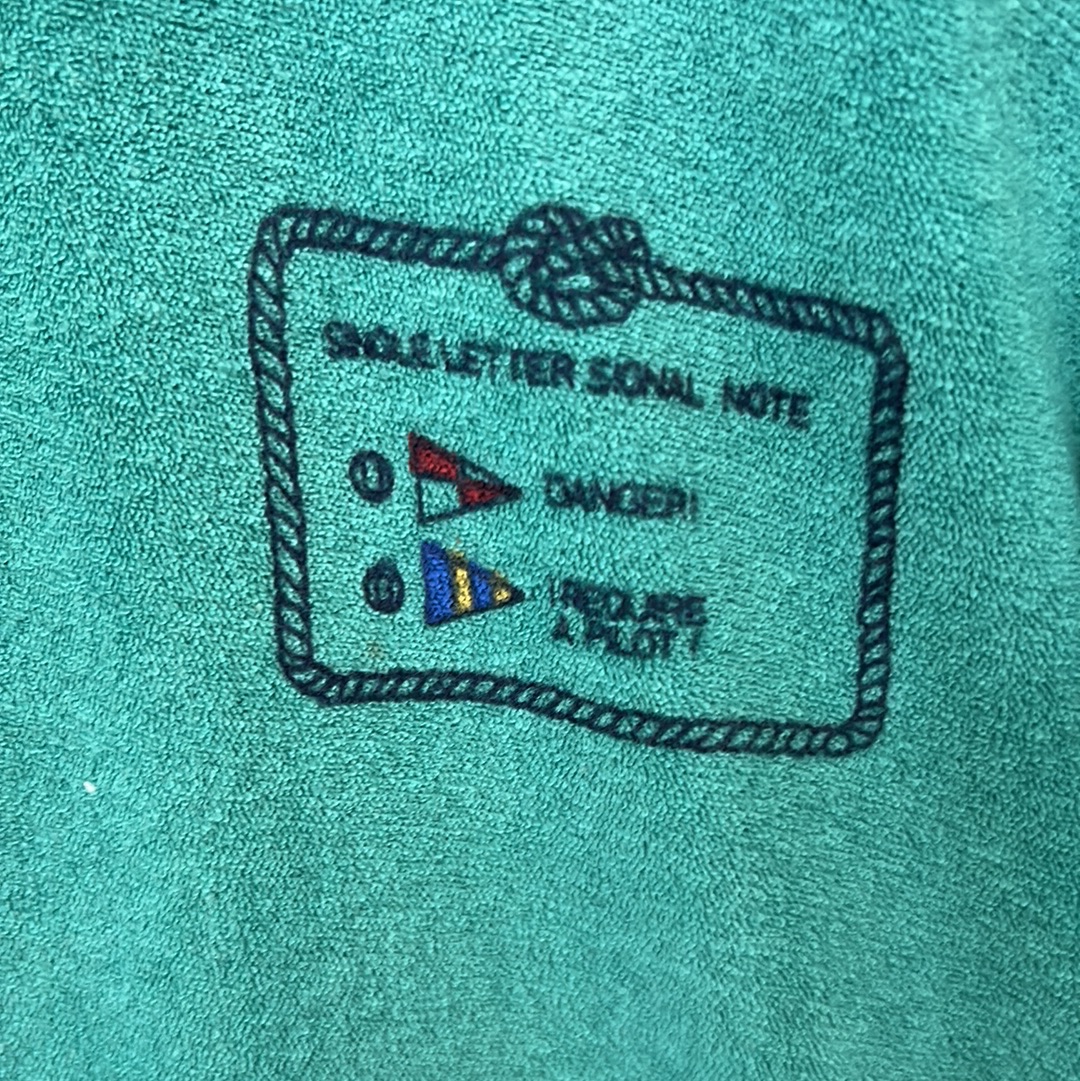 SINGLE LETTER SIGNAL NOTE
DANGER!
I REQUIRE
A PILOT !